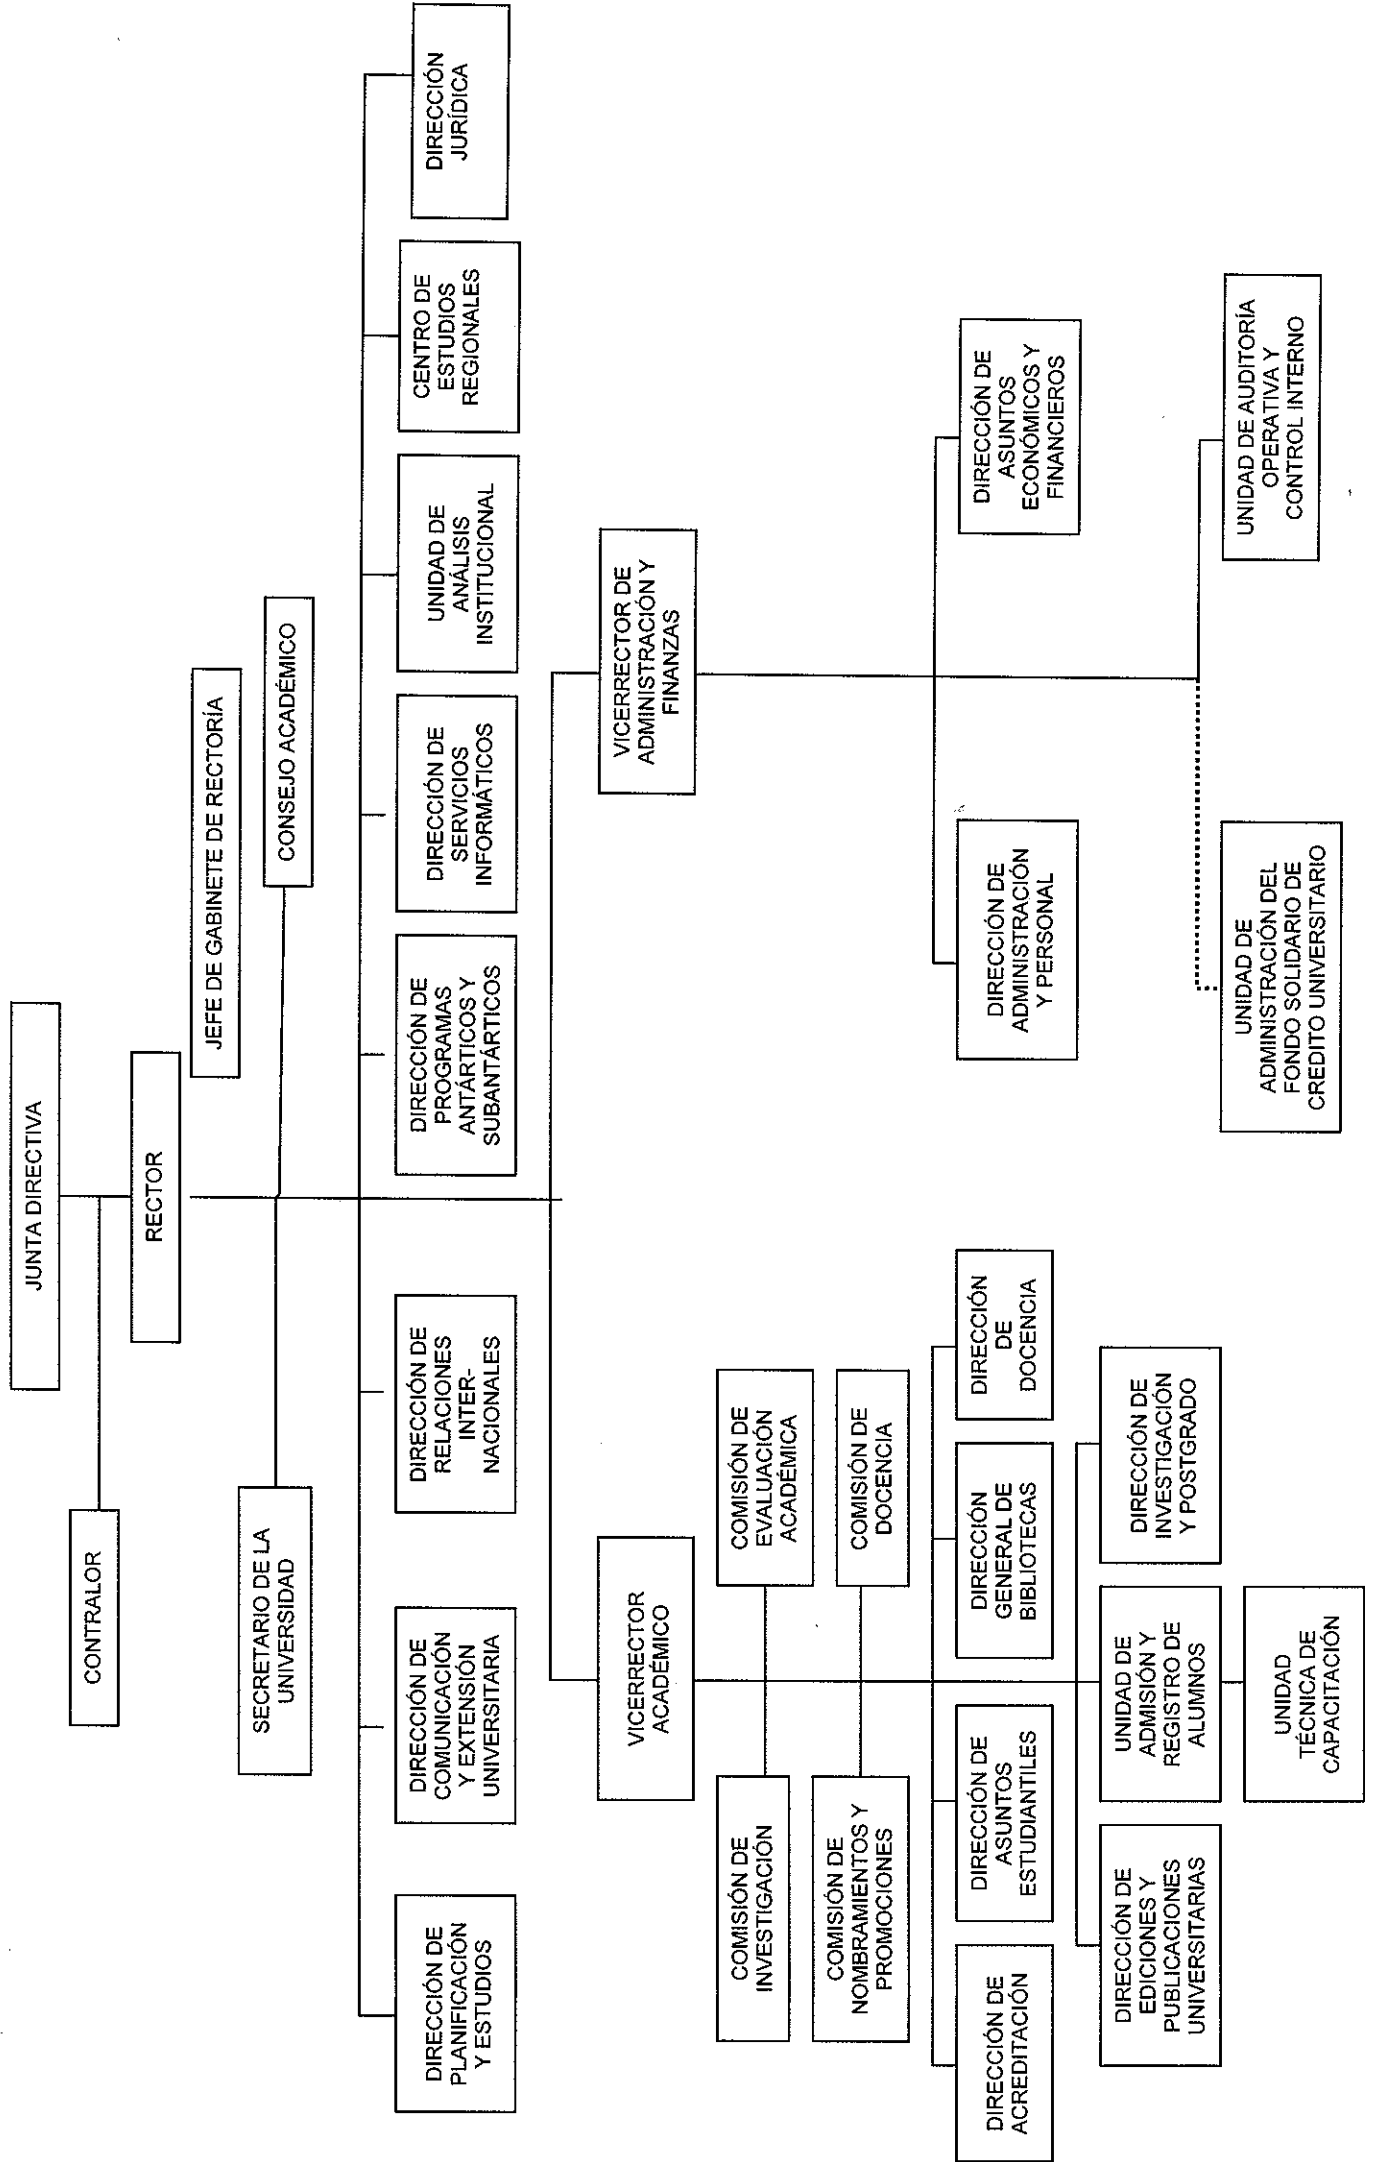 JUNTA DIRECTIVA
CONTRALOR
RECTOR
JEFE DE GABINETE DE RECTORÍA
SECRETARIO DE LA
UNIVERSIDAD
CONSEJO ACADÉMICO
DIRECCIÓN DE
PLANIFICACIÓN
Y ESTUDIOS
DIRECCIÓN DE
COMUNICACIÓN
Y EXTENSIÓN
UNIVERSITARIA
DIRECCIÓN DE
RELACIONES
INTER-
NACIONALES
DIRECCIÓN DE
PROGRAMAS
ANTÁRTICOS Y
SUBANTÁRTICOS
DIRECCIÓN DE
SERVICIOS
INFORMÁTICOS
UNIDAD DE
ANÁLISIS
INSTITUCIONAL
CENTRO DE
ESTUDIOS
REGIONALES
DIRECCIÓN
JURÍDICA
VICERRECTOR
ACADÉMICO
VICERRECTOR DE
ADMINISTRACIÓN Y
FINANZAS
COMISIÓN DE
INVESTIGACIÓN
COMISIÓN DE
EVALUACIÓN
ACADÉMICA
COMISIÓN DE
NOMBRAMIENTOS Y
PROMOCIONES
COMISIÓN DE
DOCENCIA
DIRECCIÓN DE
ACREDITACIÓN
DIRECCIÓN DE
ASUNTOS
ESTUDIANTILES
DIRECCIÓN
GENERAL DE
BIBLIOTECAS
DIRECCIÓN
DE
DOCENCIA
DIRECCIÓN DE
ADMINISTRACIÓN
Y PERSONAL
DIRECCIÓN DE
ASUNTOS
ECONÓMICOS Y
FINANCIEROS
DIRECCIÓN DE
EDICIONES Y
PUBLICACIONES
UNIVERSITARIAS
UNIDAD DE
ADMISIÓN Y
REGISTRO DE
ALUMNOS
DIRECCIÓN DE
INVESTIGACIÓN
Y POSTGRADO
UNIDAD
TÉCNICA DE
CAPACITACIÓN
UNIDAD DE
ADMINISTRACIÓN DEL
FONDO SOLIDARIO DE
CREDITO UNIVERSITARIO
UNIDAD DE AUDITORÍA
OPERATIVA Y
CONTROL INTERNO